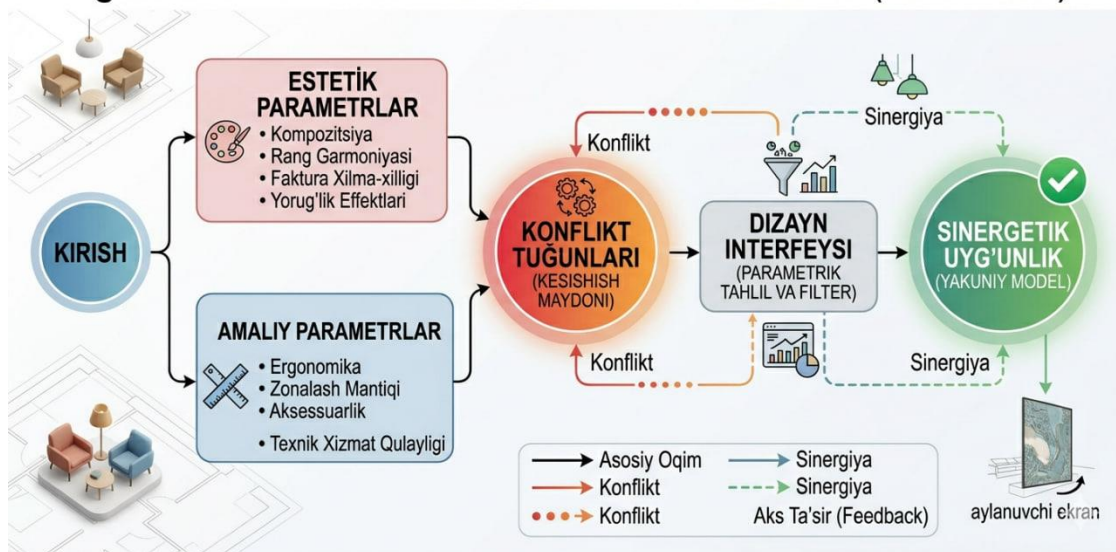 ESTETİK
PARAMETRLAR
• Kompozitsiya
• Rang Garmoniyasi
• Faktura Xilma-xilligi
• Yorug'lik Effektlari
KIRISH
AMALIY PARAMETRLAR
• Ergonomika
• Zonalash Mantiqi
• Aksessuarlik
• Texnik Xizmat Qulayligi
Konflikt
KONFLIKT
TUĞUNLARI
(KESISHISH
MAYDONI)
Konflikt
DIZAYN
INTERFEYSI
(PARAMETRIK
TAHLIL VA FILTER)
Sinergiya
SINERGETIK
UYG'UNLIK
(YAKUNIY MODEL)
Sinergiya
Asosiy Oqim
Konflikt
Konflikt
Sinergiya
Sinergiya
Aks Ta'sir (Feedback)
aylanuvchi ekran